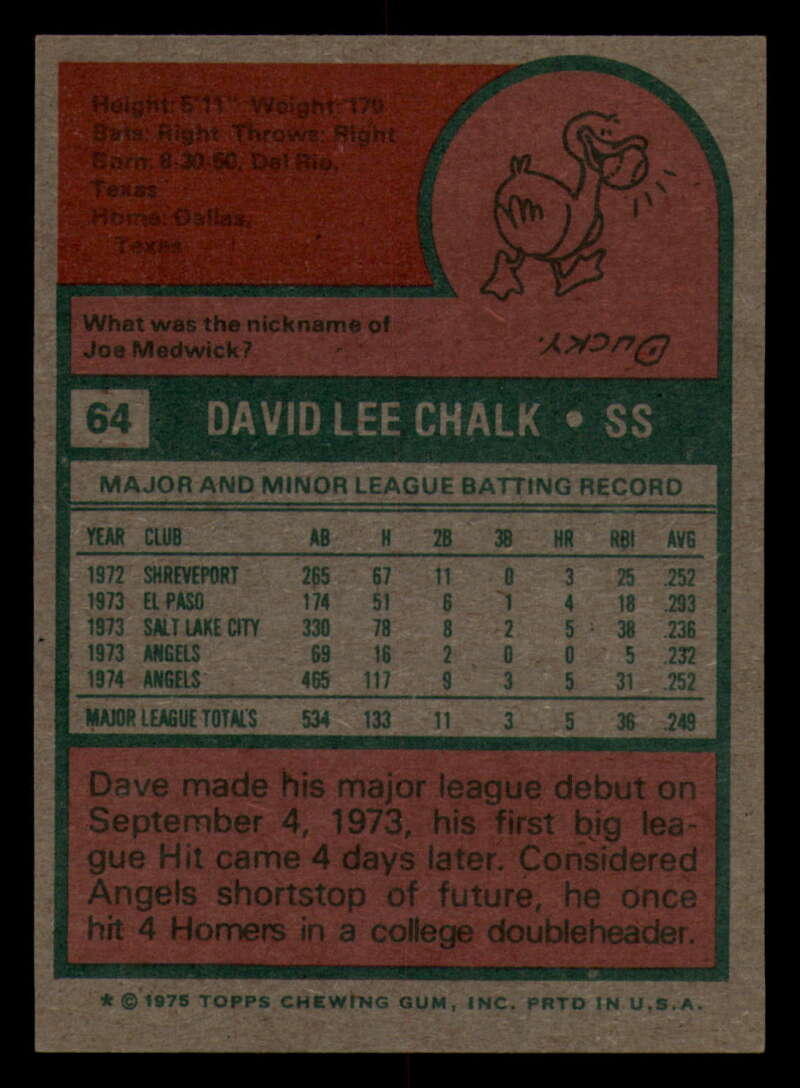 Height: 5'11" Weight: 170
Bats: Right Throws: Right
Born: 8-30-50, Del Rio,
Texas
Home: Dallas,
Texas
What was the nickname of
Joe Medwick?
DUCKY.
64 DAVID LEE CHALK • SS
MAJOR AND MINOR LEAGUE BATTING RECORD
YEAR CLUB AB H 2B 3B HR RBI AVG
1972 SHREVEPORT 265 67 11 0 3 25 .252
1973 EL PASO 174 51 6 1 4 18 .293
1973 SALT LAKE CITY 330 78 8 2 5 38 .236
1973 ANGELS 69 16 2 0 0 5 .232
1974 ANGELS 465 117 9 3 5 31 .252
MAJOR LEAGUE TOTALS 534 133 11 3 5 36 .249
Dave made his major league debut on
September 4, 1973, his first big lea-
gue Hit came 4 days later. Considered
Angels shortstop of future, he once
hit 4 Homers in a college doubleheader.
* © 1975 TOPPS CHEWING GUM, INC. PRTD IN U.S.A.